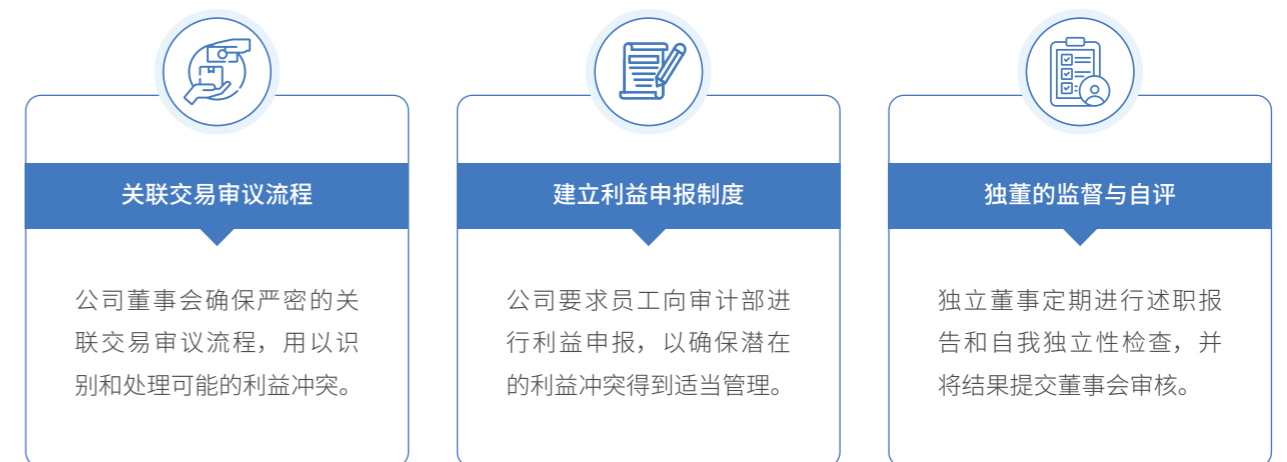 关联交易审议流程
公司董事会确保严密的关
联交易审议流程，用以识
别和处理可能的利益冲突。
建立利益申报制度
公司要求员工向审计部进
行利益申报，以确保潜在
的利益冲突得到适当管理。
独董的监督与自评
独立董事定期进行述职报
告和自我独立性检查，并
将结果提交董事会审核。